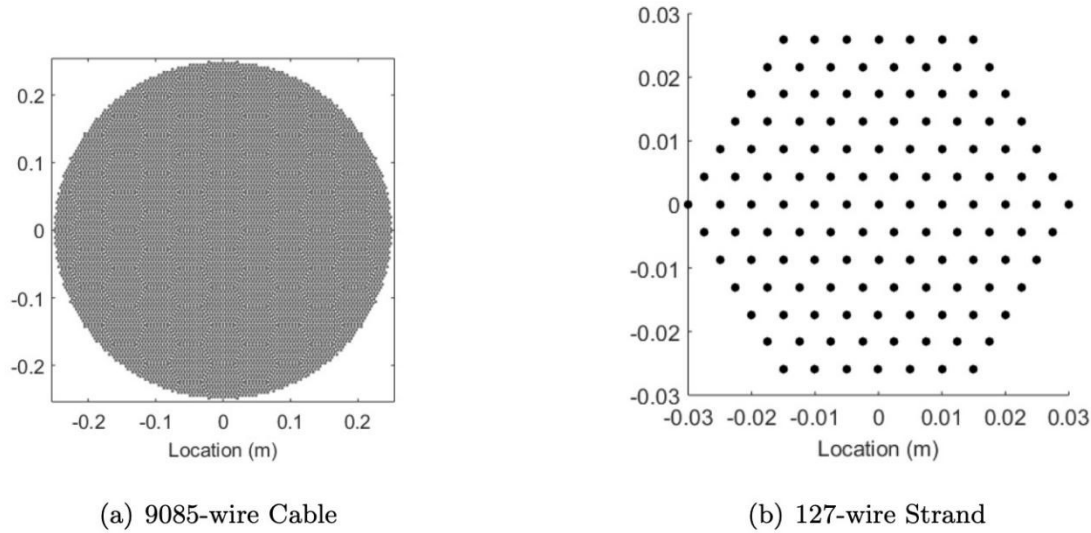 0.2
0.1
0
-0.1
-0.2
-0.2 -0.1 0 0.1 0.2
Location (m)
(a) 9085-wire Cable
0.03
0.02
0.01
0
-0.01
-0.02
-0.03
-0.03 -0.02 -0.01 0 0.01 0.02 0.03
Location (m)
(b) 127-wire Strand